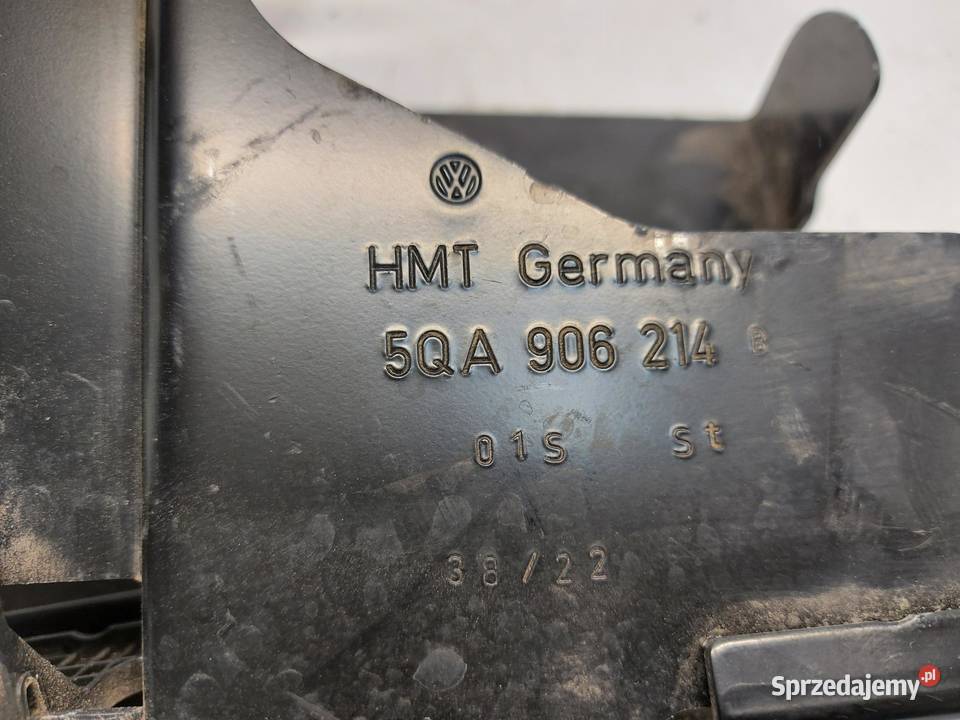 HMT Germany
5QA 906 214 B
01S St
38/22
Sprzedajemy.pl